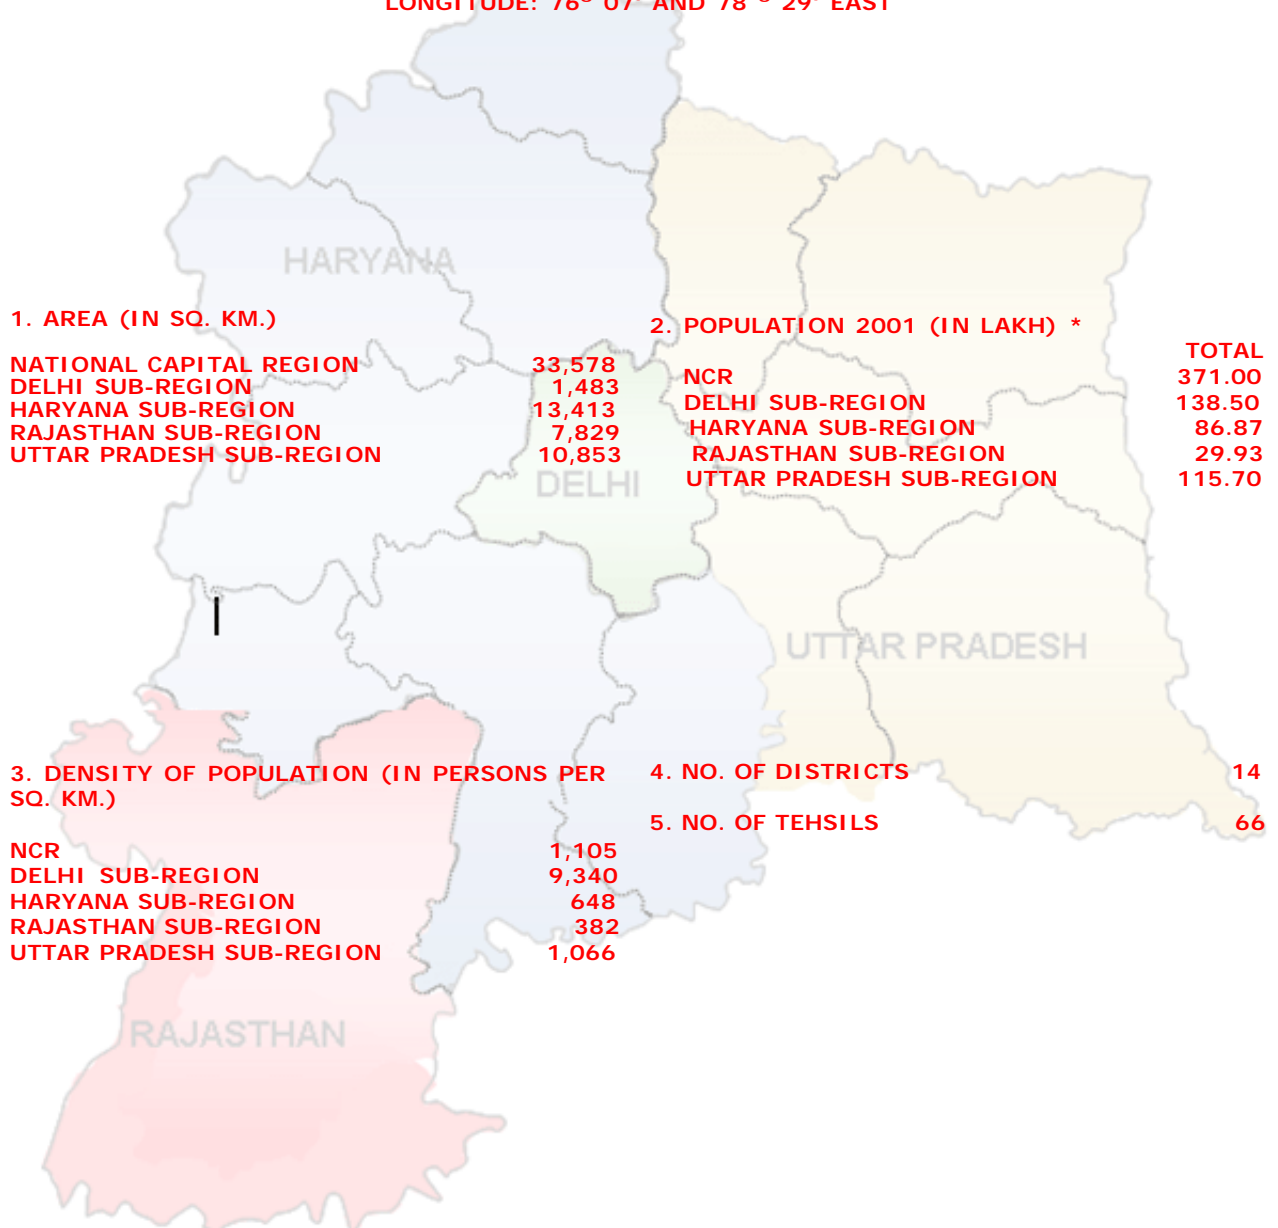 LONGITUDE: 76° 07' AND 78° 29' EAST
HARYANA
1. AREA (IN SQ. KM.)
NATIONAL CAPITAL REGION 33,578
DELHI SUB-REGION 1,483
HARYANA SUB-REGION 13,413
RAJASTHAN SUB-REGION 7,829
UTTAR PRADESH SUB-REGION 10,853
2. POPULATION 2001 (IN LAKH) *
TOTAL
NCR 371.00
DELHI SUB-REGION 138.50
HARYANA SUB-REGION 86.87
RAJASTHAN SUB-REGION 29.93
UTTAR PRADESH SUB-REGION 115.70
DELHI
UTTAR PRADESH
3. DENSITY OF POPULATION (IN PERSONS PER
SQ. KM.)
NCR 1,105
DELHI SUB-REGION 9,340
HARYANA SUB-REGION 648
RAJASTHAN SUB-REGION 382
UTTAR PRADESH SUB-REGION 1,066
4. NO. OF DISTRICTS 14
5. NO. OF TEHSILS 66
RAJASTHAN